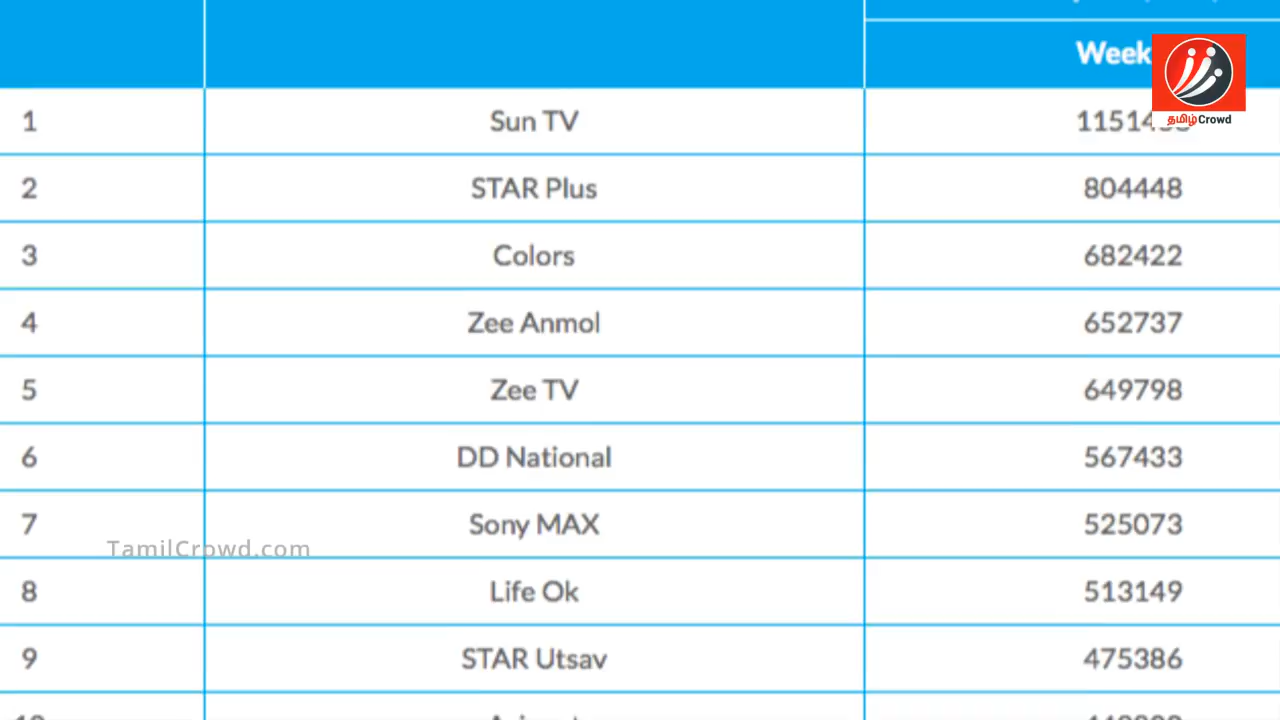 Week
தமிழ்Crowd
1 Sun TV
2 STAR Plus 804448
3 Colors 682422
4 Zee Anmol 652737
5 Zee TV 649798
6 DD National 567433
7 Sony MAX 525073
TamilCrowd.com
8 Life Ok 513149
9 STAR Utsav 475386